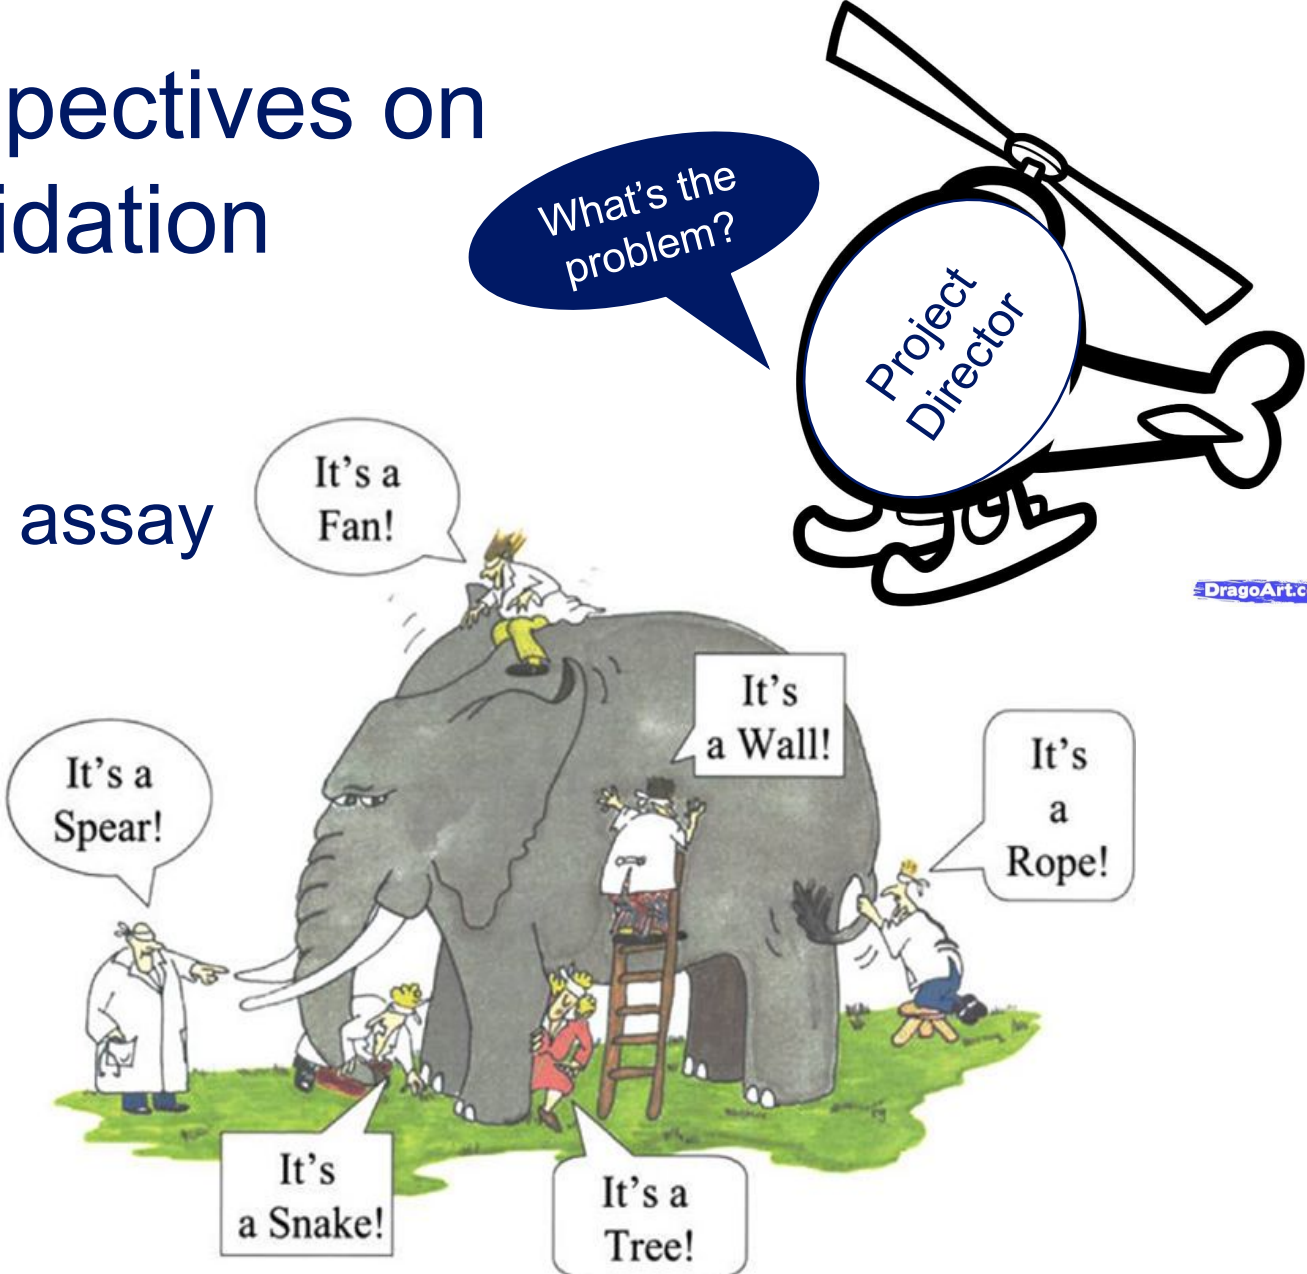 pectives on
idation
What's the
problem?
Project
Director
assay
It's a
Fan!
DragoArt.c
It's
a Wall!
It's
a
Rope!
It's a
Spear!
It's
a Snake!
It's a
Tree!